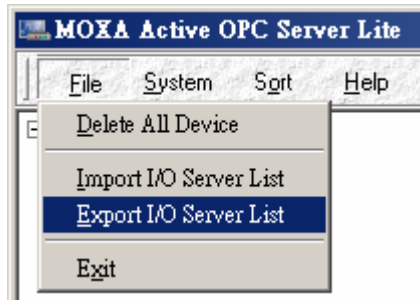 MOXA Active OPC Server Lite
File System Sort Help
Delete All Device
Import I/O Server List
Export I/O Server List
Exit